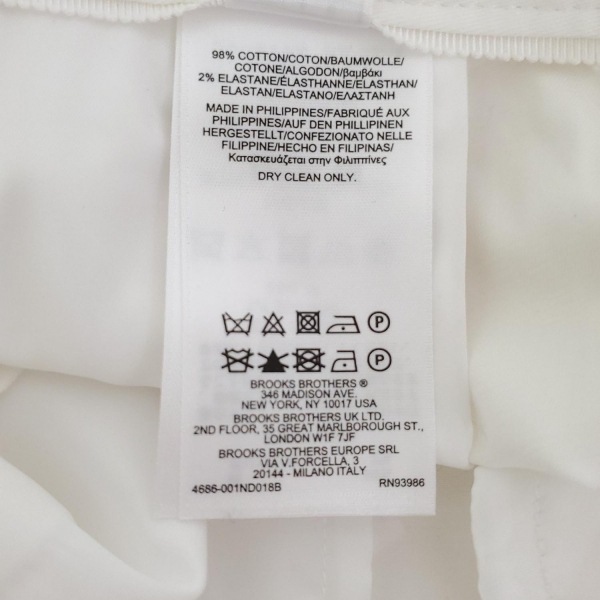 98% COTTON/COTON/BAUMWOLLE/
COTONE/ALGODON/βαμβάκι
2% ELASTANE/ÉLASTHANNE/ELASTHAN/
ELASTAN/ELASTANO/ΕΛΑΣΤΑΝΗ
MADE IN PHILIPPINES/FABRIQUÉ AUX
PHILIPPINES/AUF DEN PHILLIPINEN
HERGESTELLT/CONFEZIONATO NELLE
FILIPPINE/HECHO EN FILIPINAS/
Κατασκευάζεται στην Φιλιππίνες
DRY CLEAN ONLY.
P
P
BROOKS BROTHERS ®
346 MADISON AVE.
NEW YORK, NY 10017 USA
BROOKS BROTHERS UK LTD.
2ND FLOOR, 35 GREAT MARLBOROUGH ST.,
LONDON W1F 7JF
BROOKS BROTHERS EUROPE SRL
VIA V.FORCELLA, 3
20144 - MILANO ITALY
4686-001ND018B RN93986